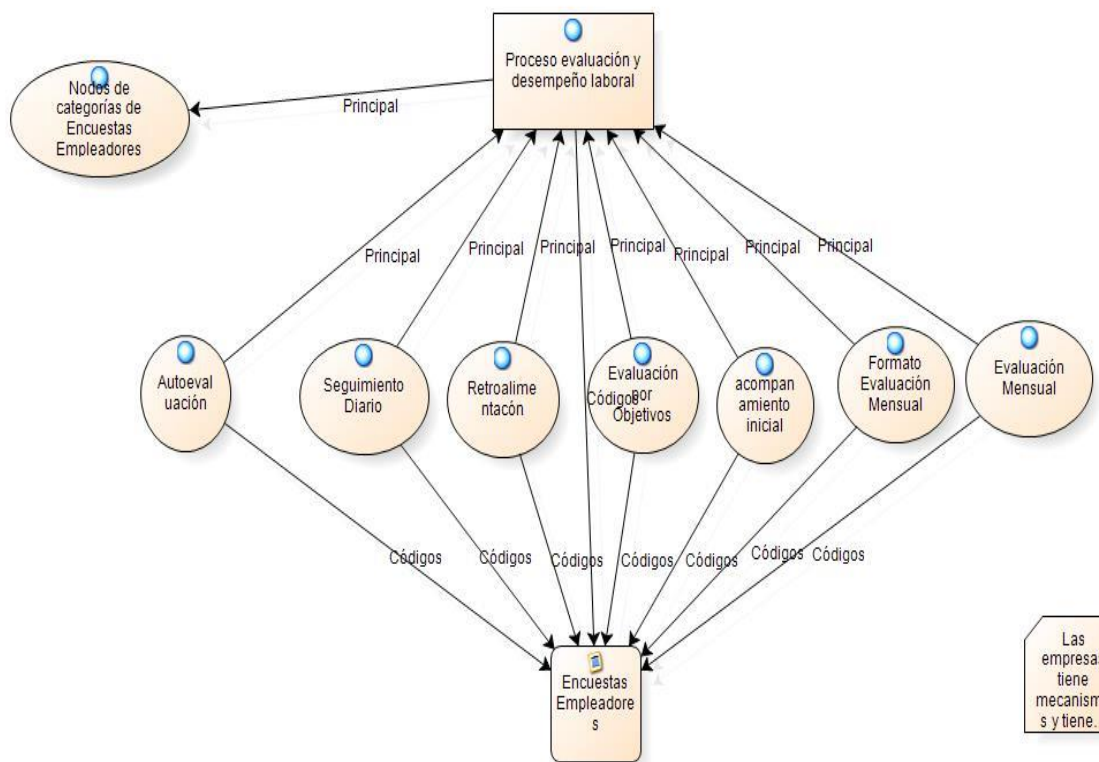 Proceso evaluación y
desempeño laboral
Nodos de
categorías de
Encuestas
Empleadores
Principal
Principal
Principal
Principal
Principal
Principal
Principal
Principal
Autoeval
uación
Seguimiento
Diario
Retroalime
ntacón
Evaluación
por
Objetivos
Códigos
acompan
amiento
inicial
Formato
Evaluación
Mensual
Evaluación
Mensual
Códigos
Códigos
Códigos
Códigos
Códigos
Códigos
Códigos
Encuestas
Empleadore
s
Las
empresas
tiene
mecanism
s y tiene..